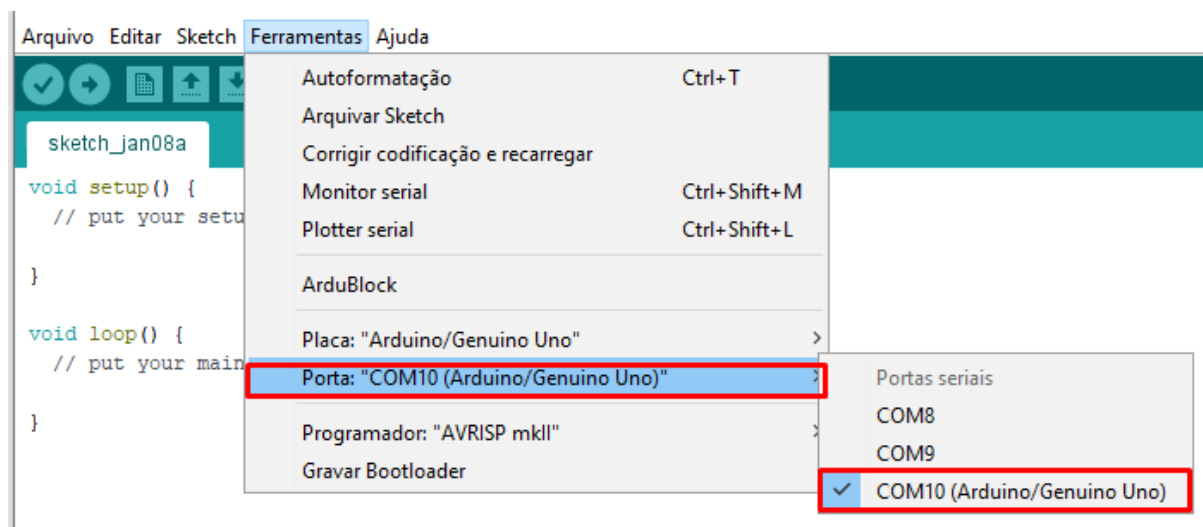 Arquivo Editar Sketch Ferramentas Ajuda
sketch_jan08a
void setup() {
// put your setu
}
void loop() {
// put your main
}
Autoformatação Ctrl+T
Arquivar Sketch
Corrigir codificação e recarregar
Monitor serial Ctrl+Shift+M
Plotter serial Ctrl+Shift+L
ArduBlock
Placa: "Arduino/Genuino Uno"
Porta: "COM10 (Arduino/Genuino Uno)"
Programador: "AVRISP mkII"
Gravar Bootloader
Portas seriais
COM8
COM9
COM10 (Arduino/Genuino Uno)